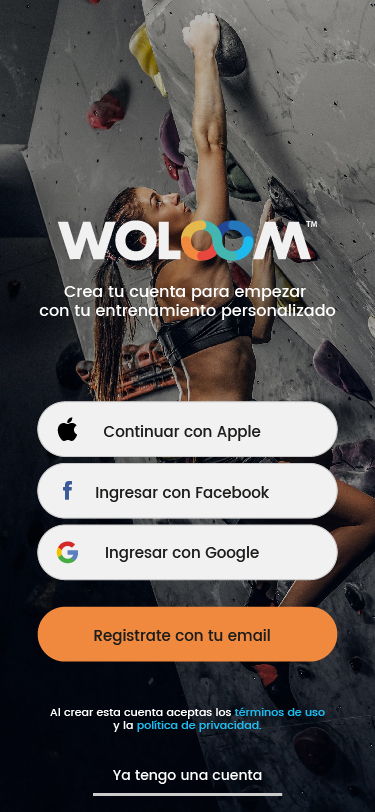 WOLOOM™
Crea tu cuenta para empezar
con tu entrenamiento personalizado
Continuar con Apple
Ingresar con Facebook
Ingresar con Google
Registrate con tu email
Al crear esta cuenta aceptas los términos de uso
y la política de privacidad.
Ya tengo una cuenta